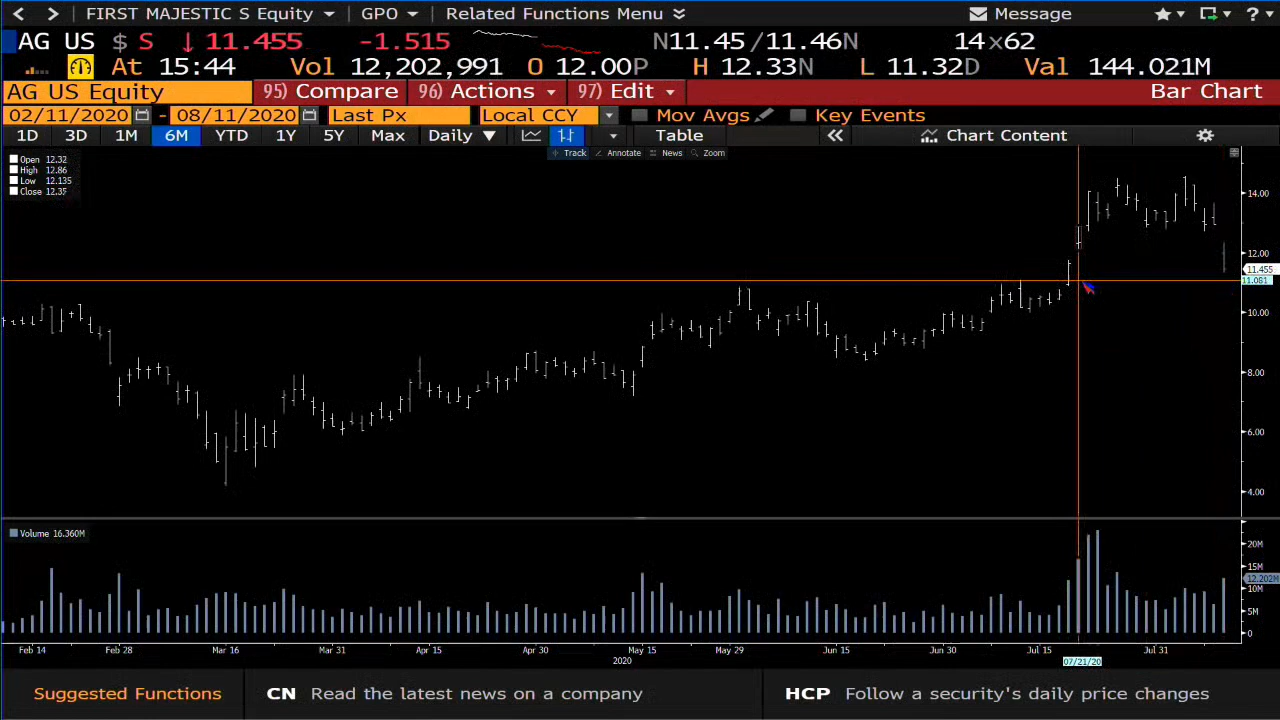 FIRST MAJESTIC S Equity GPO Related Functions Menu Message ?
AG US $ S ↓ 11.455 -1.515 N11.45/11.46N 14×62
At 15:44 Vol 12,202,991 O 12.00P H 12.33N L 11.32D Val 144.021M
AG US Equity 95) Compare 96) Actions 97) Edit Bar Chart
02/11/2020 - 08/11/2020 Last Px Local CCY Mov Avgs Key Events
1D 3D 1M 6M YTD 1Y 5Y Max Daily ▼ Table « Chart Content
Track Annotate News Zoom
Open 12.32
High 12.86
Low 12.135
Close 12.35
14.00
12.00
11.455
11.081
10.00
8.00
6.00
4.00
Volume 16.360M
20M
15M
12.202M
10M
5M
0
Feb 14 Feb 28 Mar 16 Mar 31 Apr 15 Apr 30 May 15 May 29 Jun 15 Jun 30 Jul 15 Jul 31
2020 07/21/20
Suggested Functions CN Read the latest news on a company HCP Follow a security's daily price changes